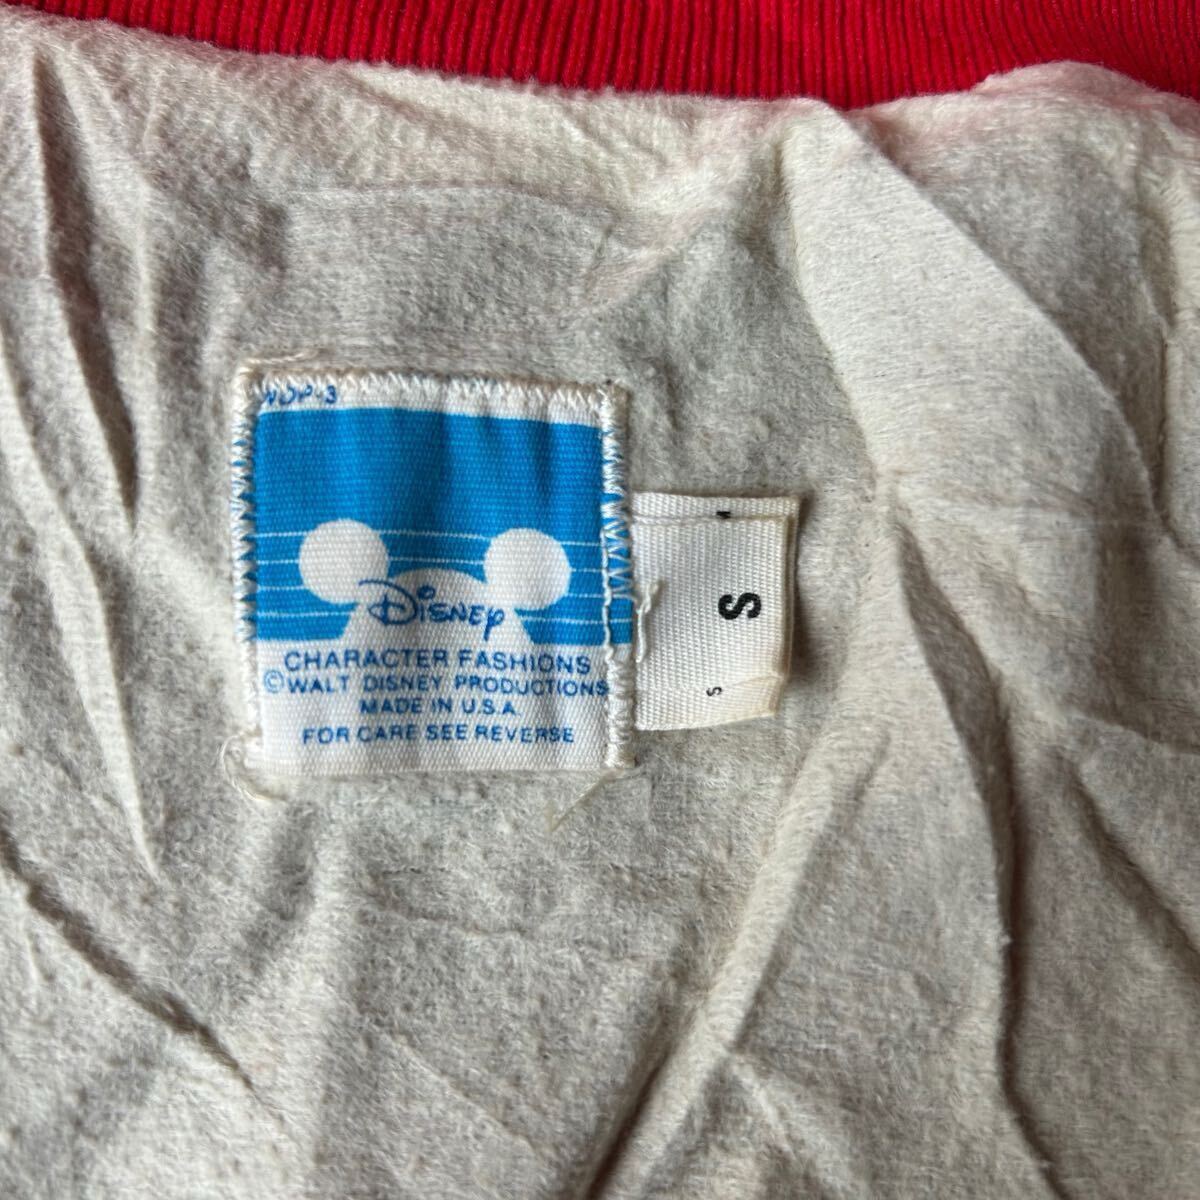 WDP-3
Disney
CHARACTER FASHIONS
©WALT DISNEY PRODUCTIONS
MADE IN U.S.A.
FOR CARE SEE REVERSE
S
S